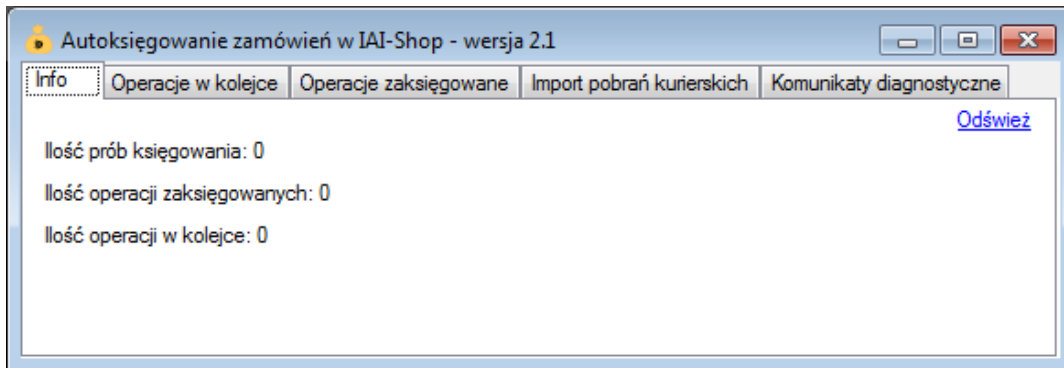 Autoksięgowanie zamówień w IAI-Shop - wersja 2.1
Info Operacje w kolejce Operacje zaksięgowane Import pobrań kurierskich Komunikaty diagnostyczne
Odśwież
Ilość prób księgowania: 0
Ilość operacji zaksięgowanych: 0
Ilość operacji w kolejce: 0